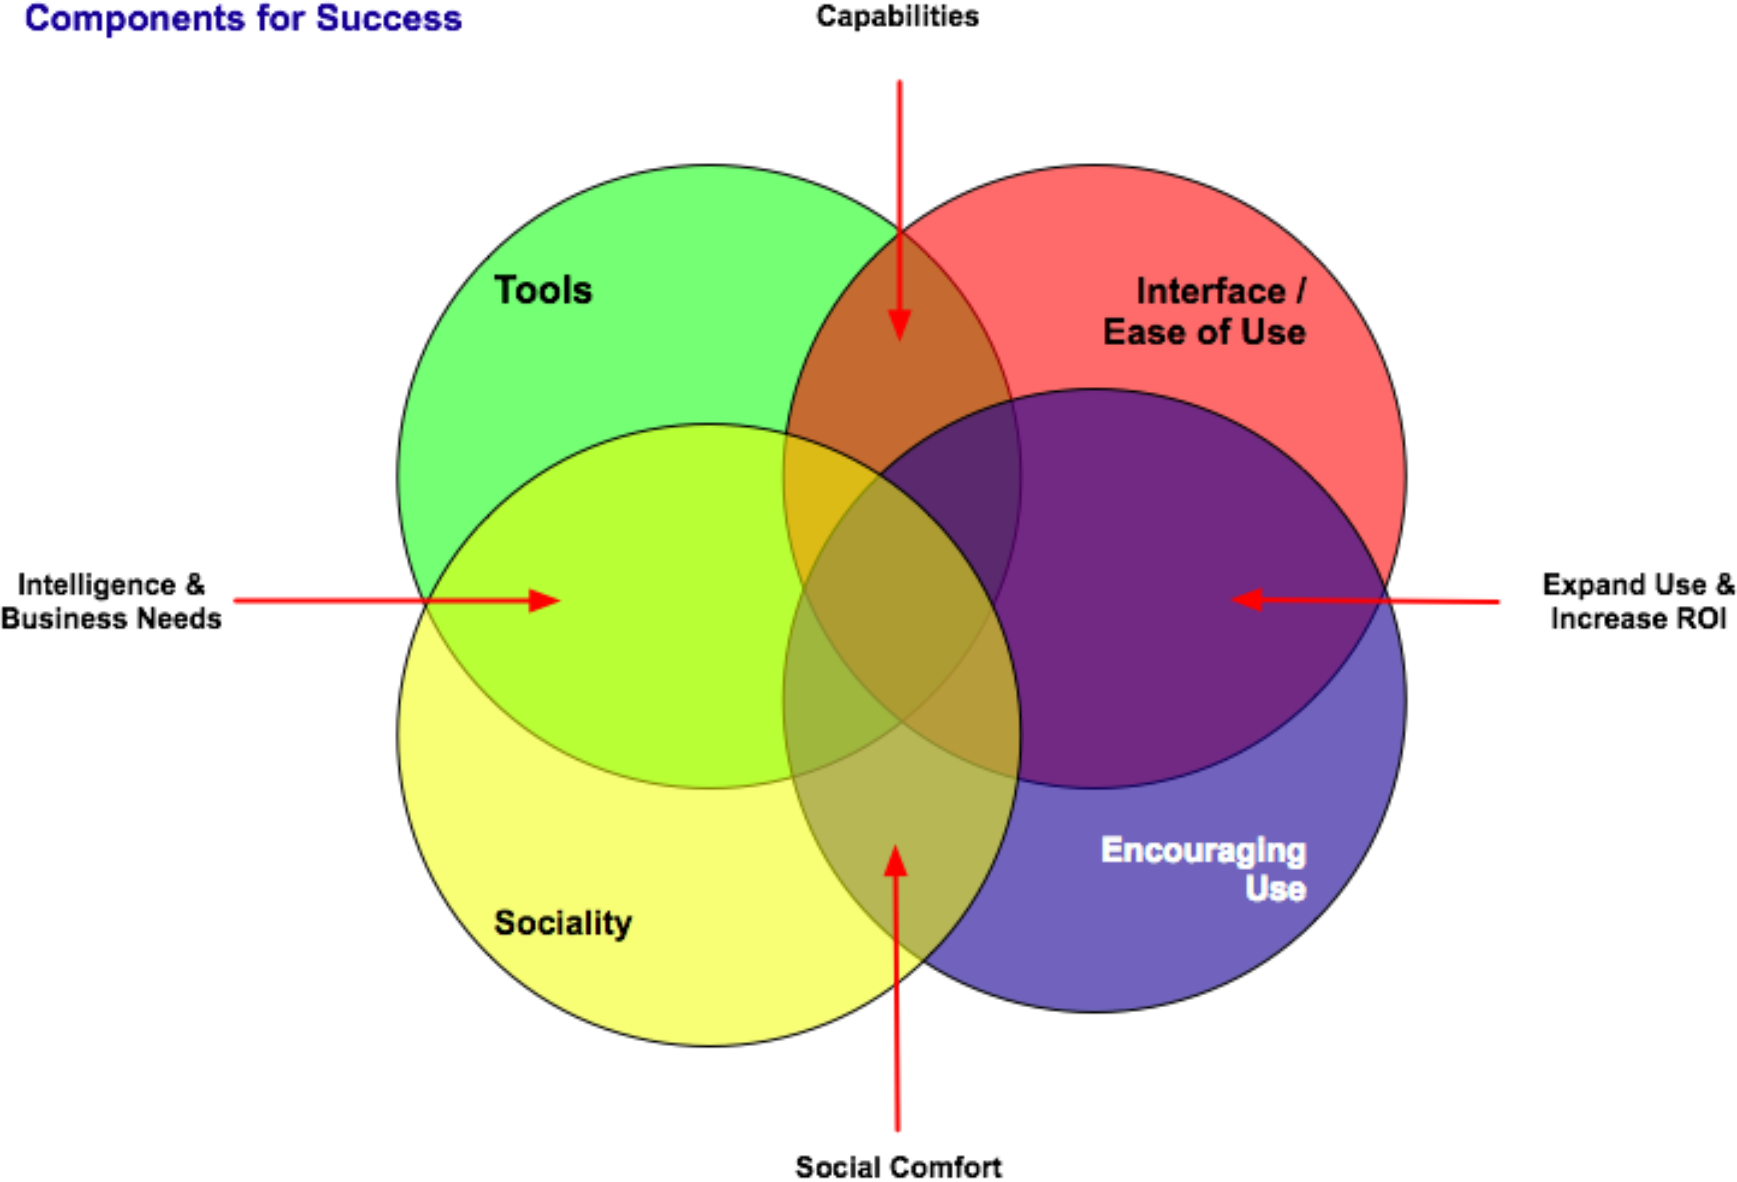 Components for Success
Capabilities
Tools
Interface /
Ease of Use
Intelligence &
Business Needs
Expand Use &
Increase ROI
Encouraging
Use
Sociality
Social Comfort